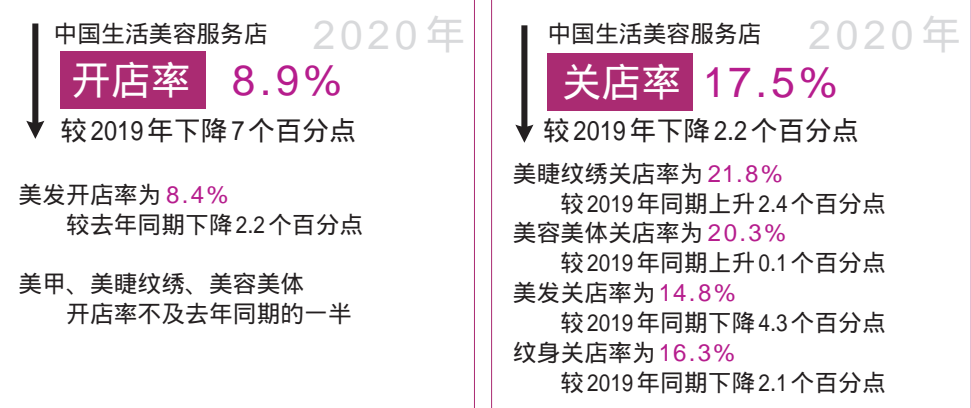 2020年
中国生活美容服务店
开店率 8.9%
较2019年下降7个百分点
美发开店率为8.4%
较去年同期下降2.2个百分点
美甲、美睫纹绣、美容美体
开店率不及去年同期的一半
2020年
中国生活美容服务店
关店率 17.5%
较2019年下降2.2个百分点
美睫纹绣关店率为21.8%
较2019年同期上升2.4个百分点
美容美体关店率为20.3%
较2019年同期上升0.1个百分点
美发关店率为14.8%
较2019年同期下降4.3个百分点
纹身关店率为16.3%
较2019年同期下降2.1个百分点